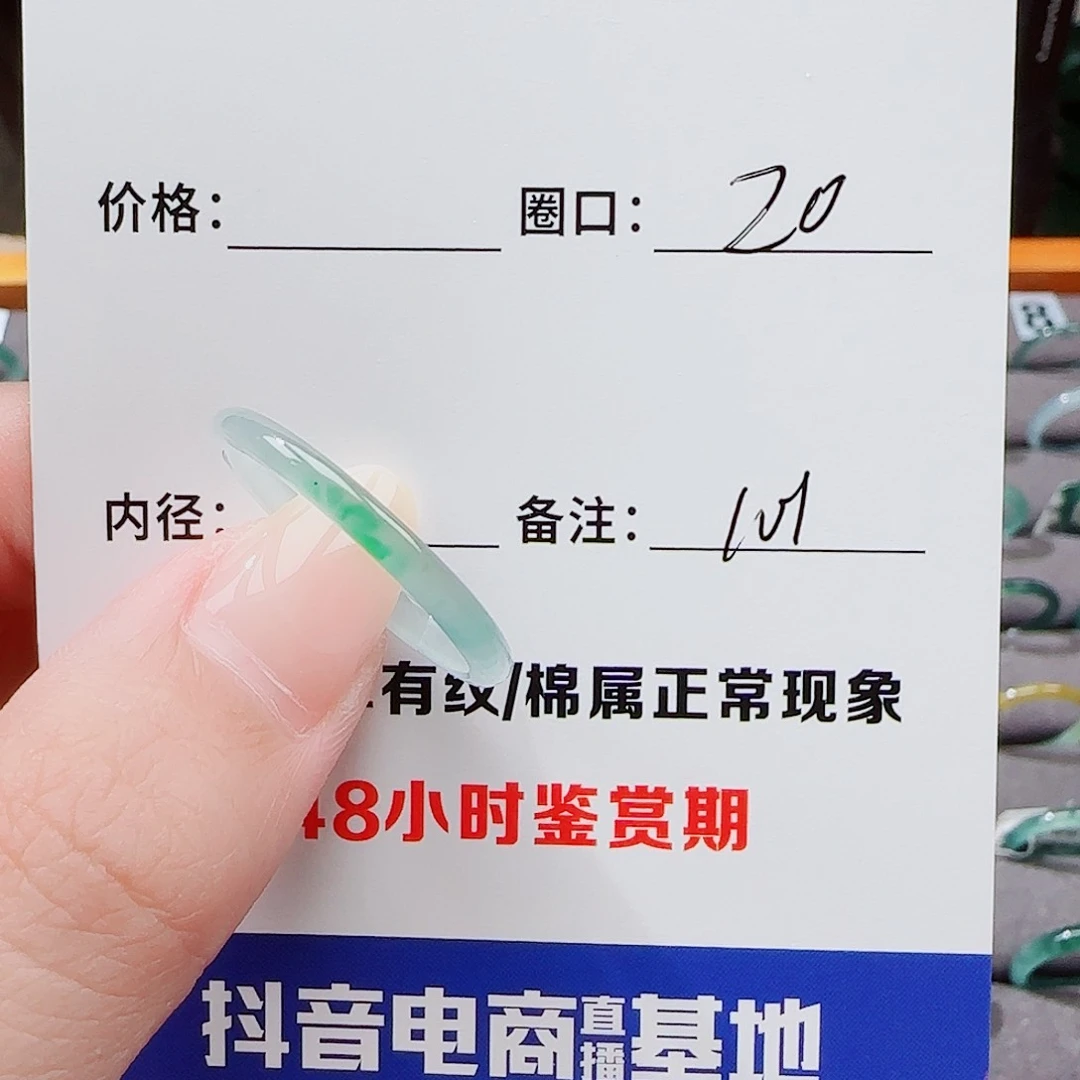 价格： 圈口：20
内径： 备注：101
有纹/棉属正常现象
48小时鉴赏期
抖音电商直播基地